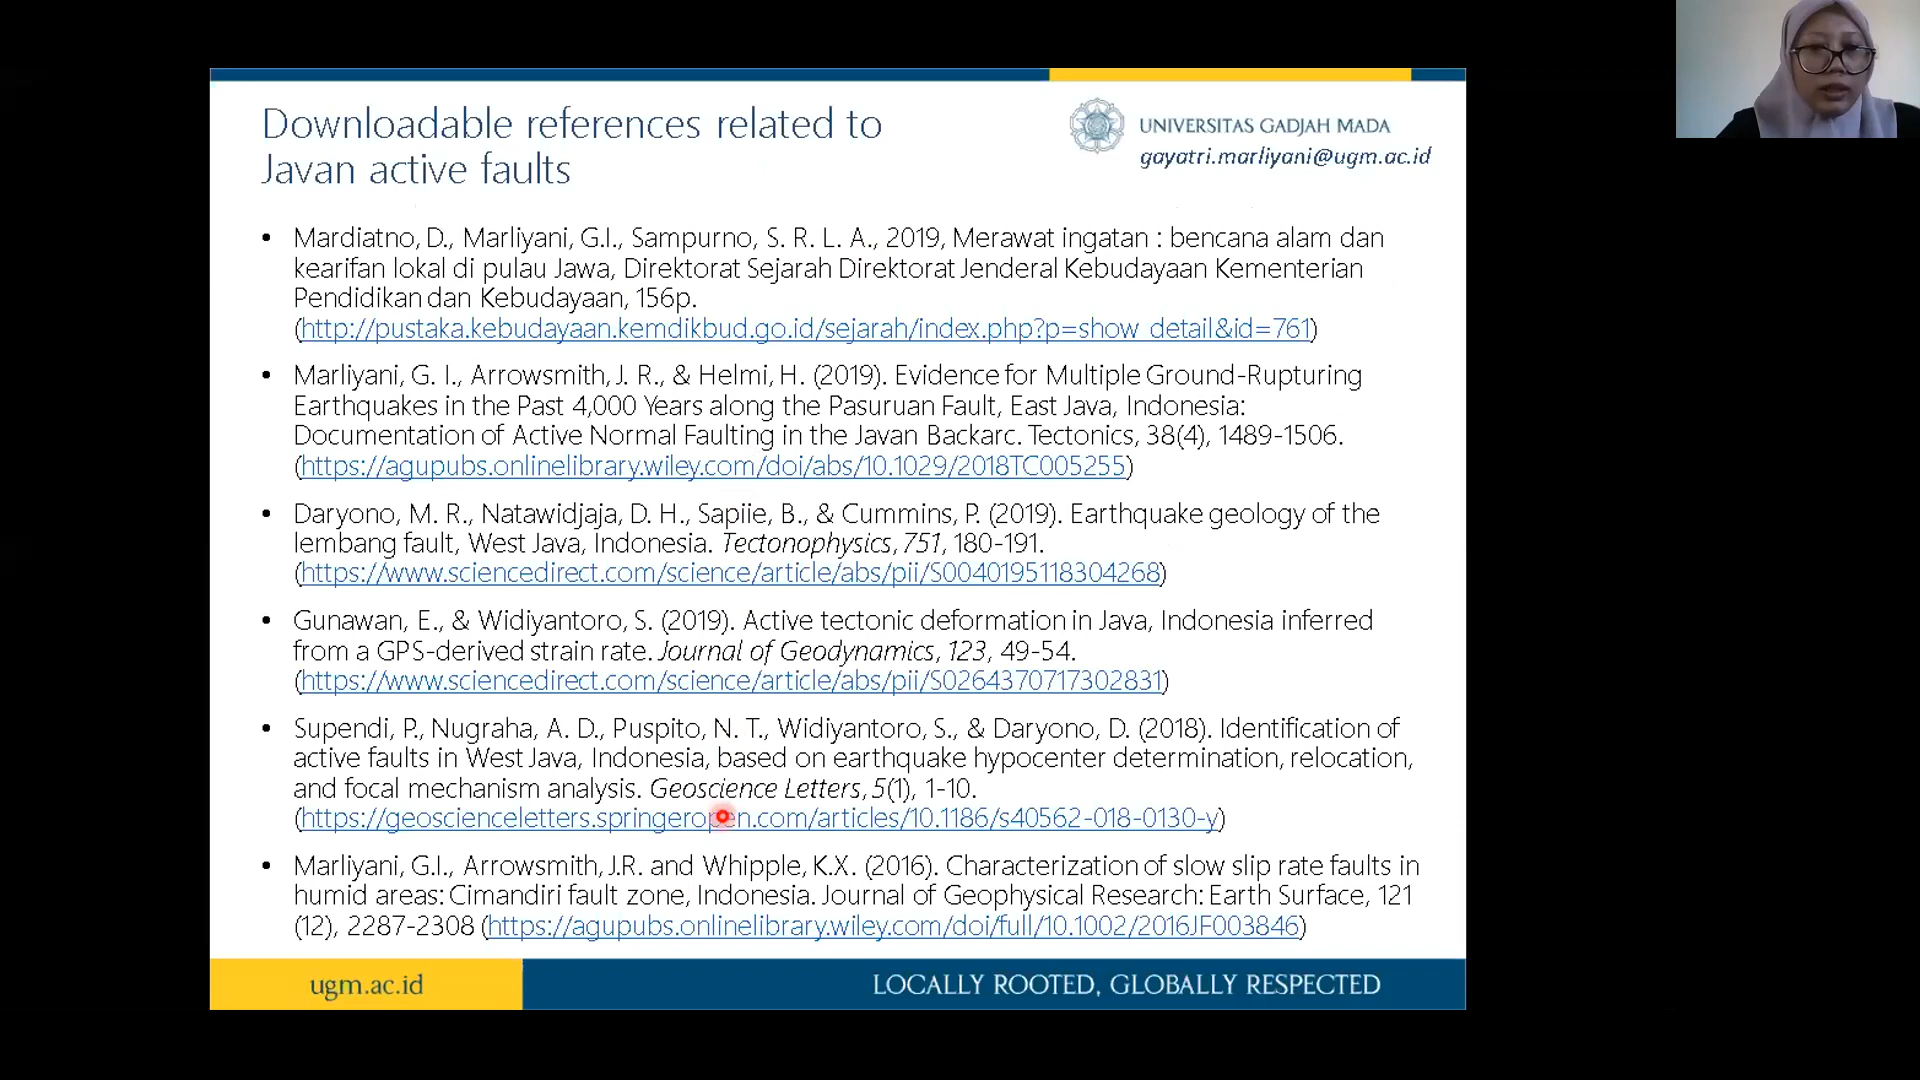 Downloadable references related to
Javan active faults
UNIVERSITAS GADJAH MADA
gayatri.marliyani@ugm.ac.id
• Mardiatno, D., Marliyani, G.I., Sampurno, S. R. L. A., 2019, Merawat ingatan : bencana alam dan
kearifan lokal di pulau Jawa, Direktorat Sejarah Direktorat Jenderal Kebudayaan Kementerian
Pendidikan dan Kebudayaan, 156p.
(http://pustaka.kebudayaan.kemdikbud.go.id/sejarah/index.php?p=show_detail&id=761)
• Marliyani, G. I., Arrowsmith, J. R., & Helmi, H. (2019). Evidence for Multiple Ground-Rupturing
Earthquakes in the Past 4,000 Years along the Pasuruan Fault, East Java, Indonesia:
Documentation of Active Normal Faulting in the Javan Backarc. Tectonics, 38(4), 1489-1506.
(https://agupubs.onlinelibrary.wiley.com/doi/abs/10.1029/2018TC005255)
• Daryono, M. R., Natawidjaja, D. H., Sapiie, B., & Cummins, P. (2019). Earthquake geology of the
lembang fault, West Java, Indonesia. Tectonophysics, 751, 180-191.
(https://www.sciencedirect.com/science/article/abs/pii/S0040195118304268)
• Gunawan, E., & Widiyantoro, S. (2019). Active tectonic deformation in Java, Indonesia inferred
from a GPS-derived strain rate. Journal of Geodynamics, 123, 49-54.
(https://www.sciencedirect.com/science/article/abs/pii/S0264370717302831)
• Supendi, P., Nugraha, A. D., Puspito, N. T., Widiyantoro, S., & Daryono, D. (2018). Identification of
active faults in West Java, Indonesia, based on earthquake hypocenter determination, relocation,
and focal mechanism analysis. Geoscience Letters, 5(1), 1-10.
(https://geoscienceletters.springeropen.com/articles/10.1186/s40562-018-0130-y)
• Marliyani, G.I., Arrowsmith, J.R. and Whipple, K.X. (2016). Characterization of slow slip rate faults in
humid areas: Cimandiri fault zone, Indonesia. Journal of Geophysical Research: Earth Surface, 121
(12), 2287-2308 (https://agupubs.onlinelibrary.wiley.com/doi/full/10.1002/2016JF003846)
ugm.ac.id
LOCALLY ROOTED, GLOBALLY RESPECTED